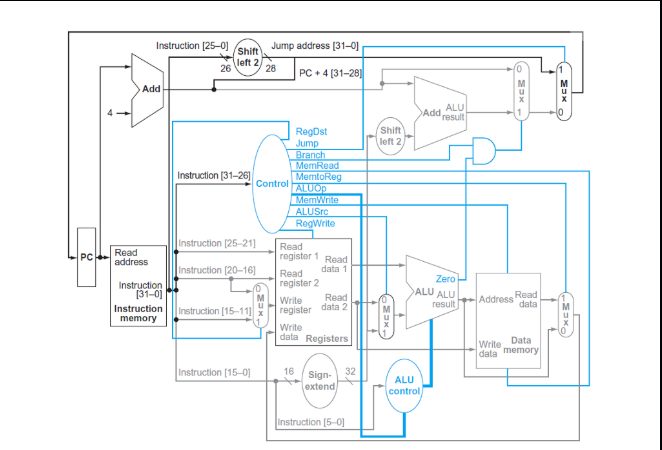 Instruction [25–0]
Shift
left 2
Jump address [31–0]
26
28
PC + 4 [31–28]
Add
4
0
M
u
x
1
1
M
u
x
0
Add
ALU
result
Shift
left 2
RegDst
Jump
Branch
MemRead
MemtoReg
ALUOp
MemWrite
ALUSrc
RegWrite
Instruction [31–26]
Control
PC
Read
address
Instruction
[31–0]
Instruction
memory
Instruction [25–21]
Instruction [20–16]
Instruction [15–11]
0
M
u
x
1
Read
register 1
Read
register 2
Write
register
Write
data
Read
data 1
Read
data 2
Registers
0
M
u
x
1
Zero
ALU
ALU
result
Address
Read
data
Write
data
Data
memory
1
M
u
x
0
Instruction [15–0]
16
Sign-
extend
32
ALU
control
Instruction [5–0]